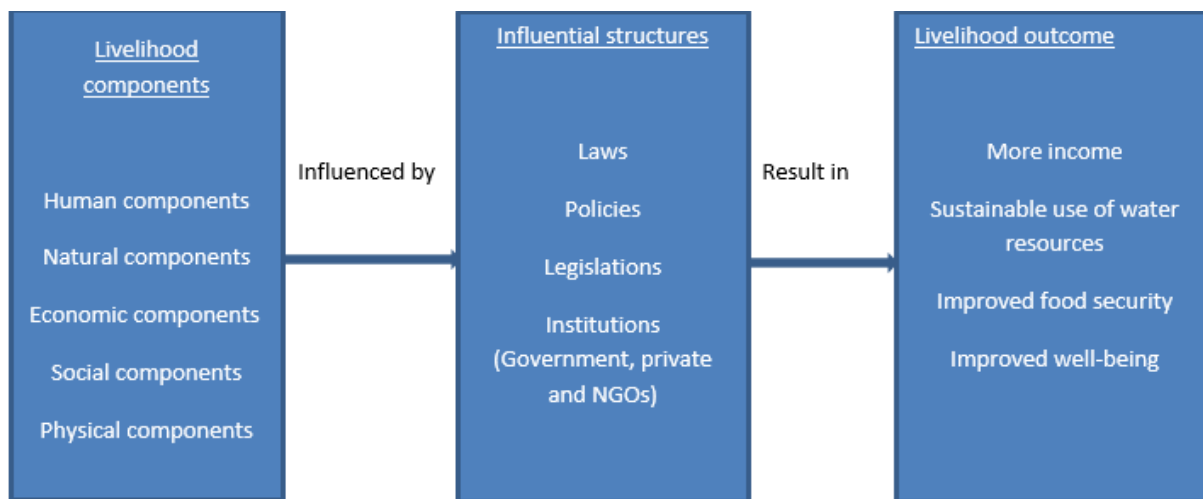 Livelihood
components
Human components
Natural components
Economic components
Social components
Physical components
Influenced by
Influential structures
Laws
Policies
Legislations
Institutions
(Government, private
and NGOs)
Result in
Livelihood outcome
More income
Sustainable use of water
resources
Improved food security
Improved well-being